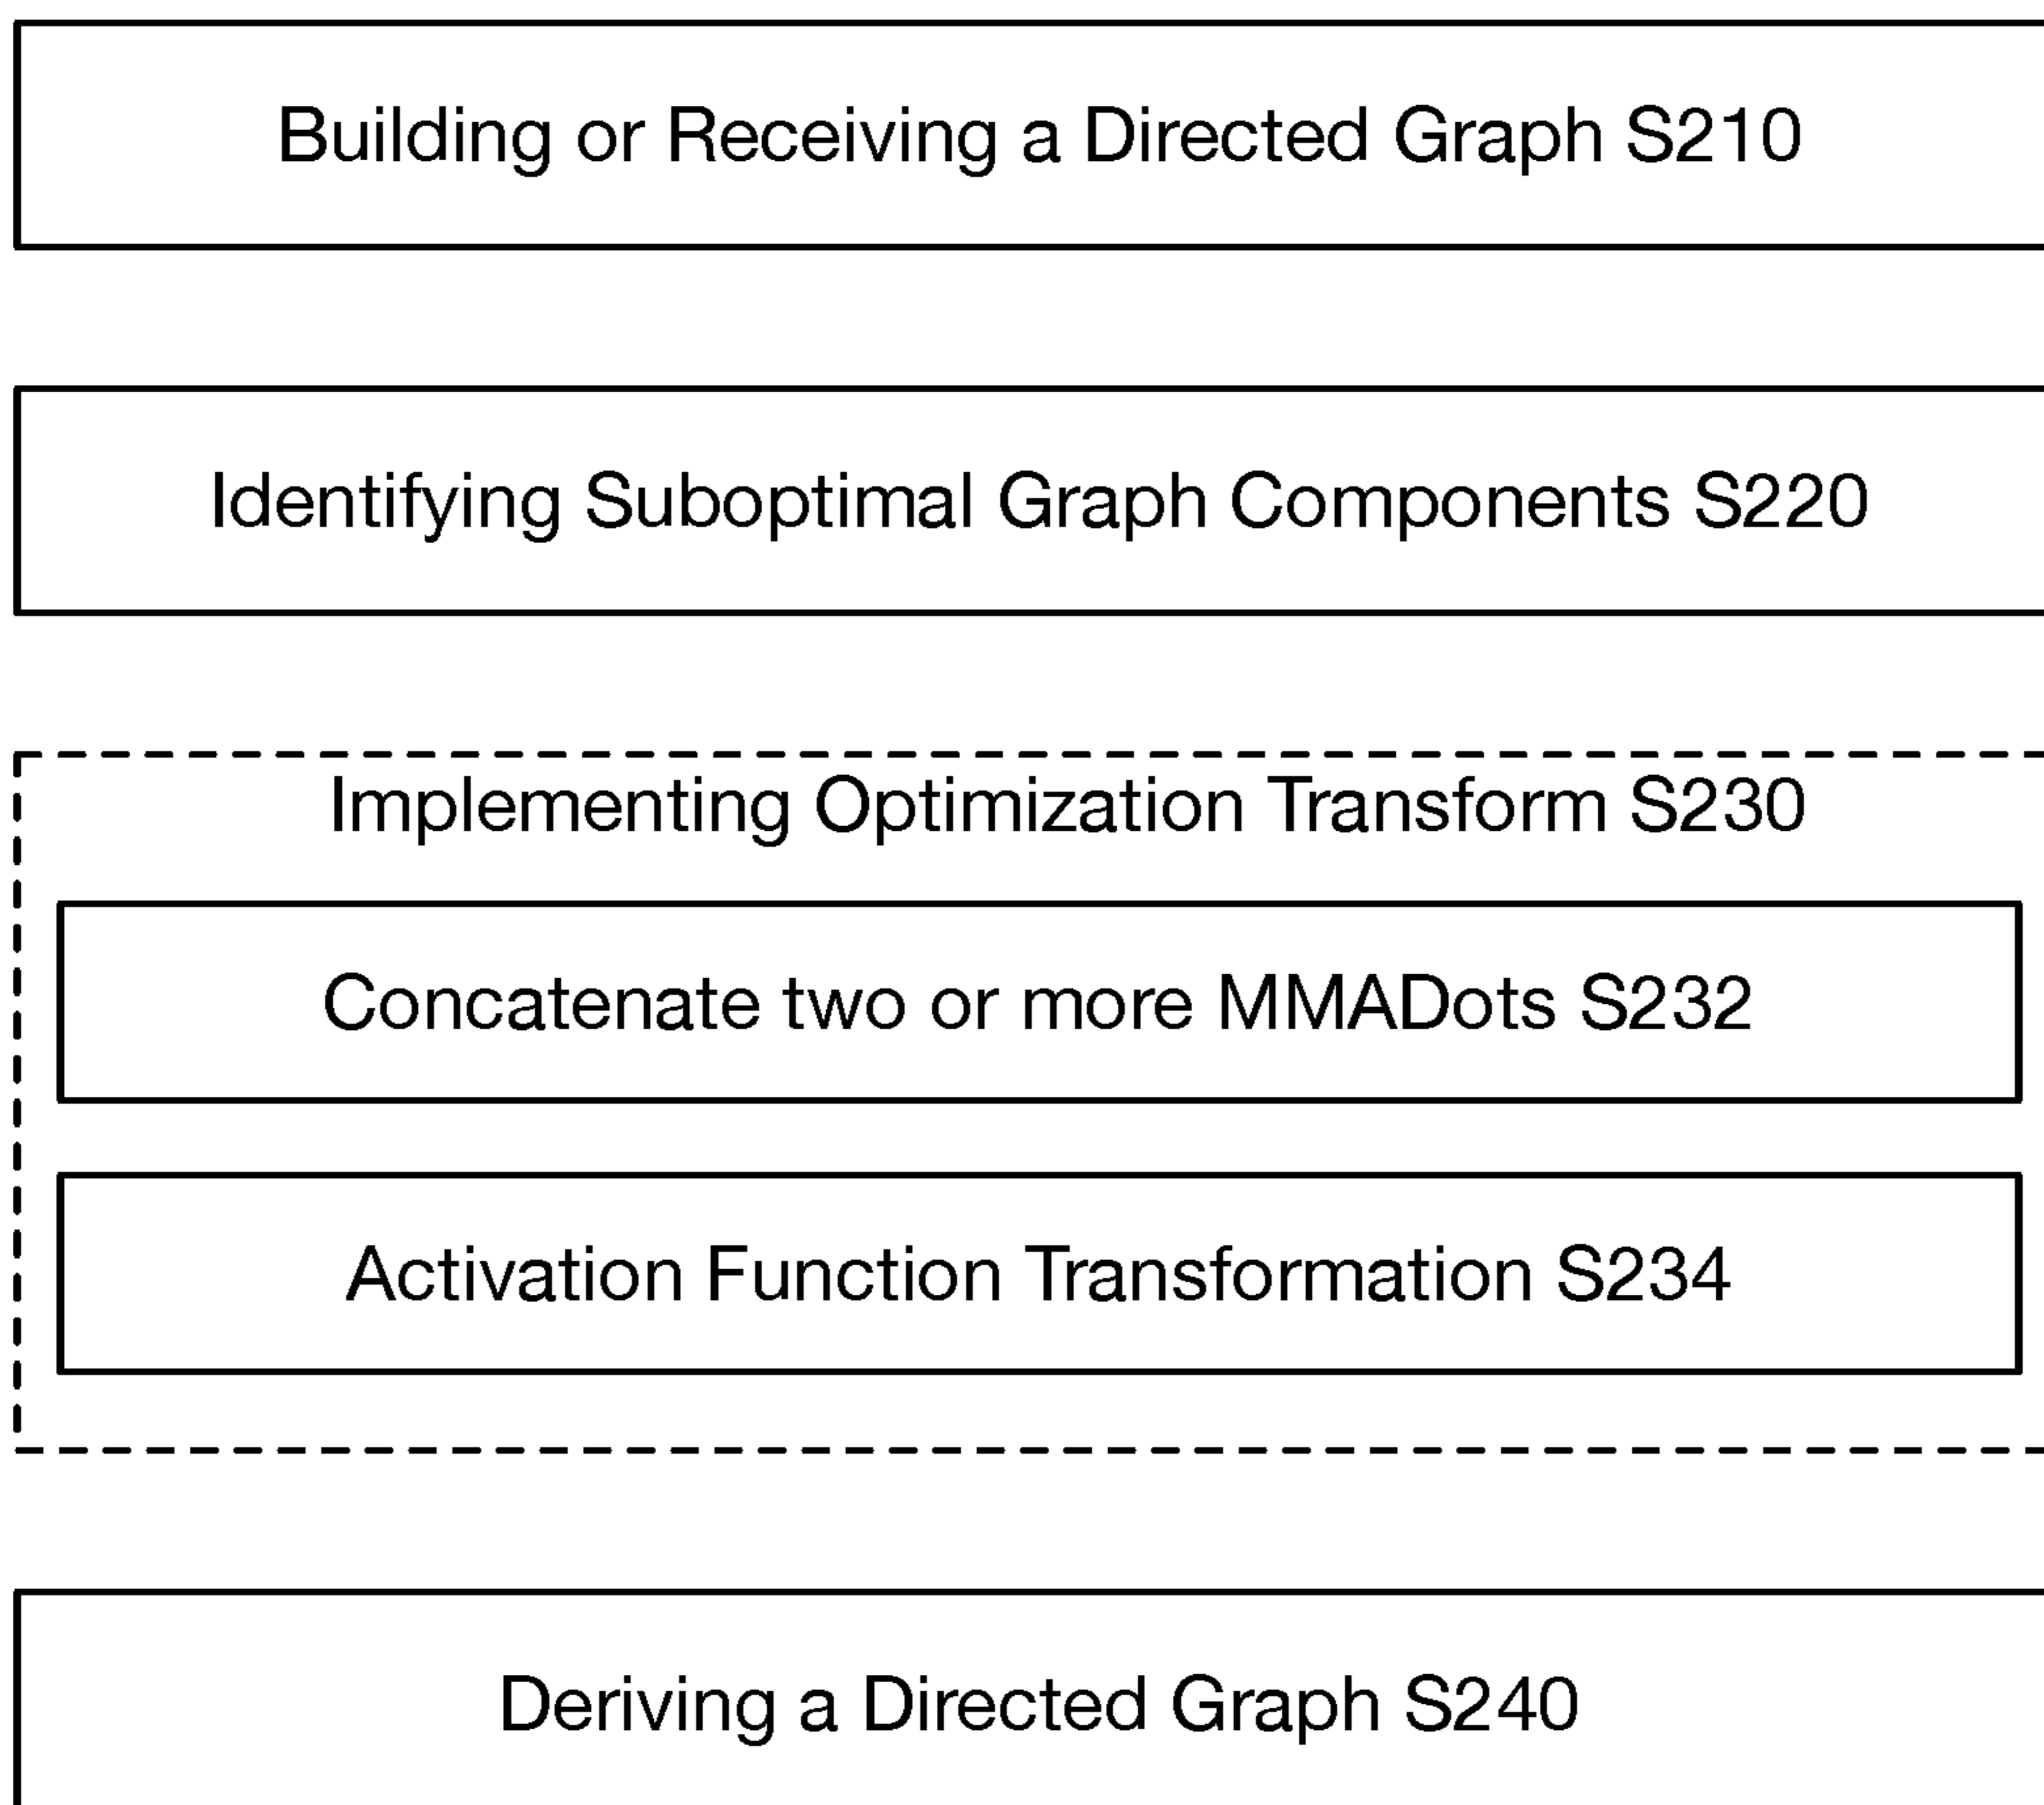 Building or Receiving a Directed Graph S210
Identifying Suboptimal Graph Components S220
Implementing Optimization Transform S230
Concatenate two or more MMADots S232
Activation Function Transformation S234
Deriving a Directed Graph S240